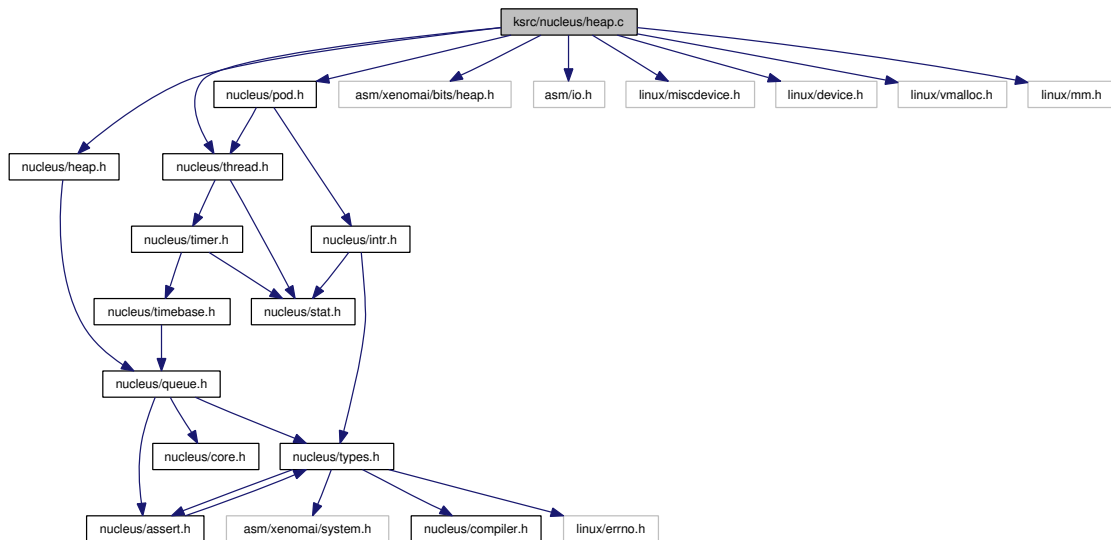 ksrc/nucleus/heap.c
nucleus/pod.h
asm/xenomai/bits/heap.h
asm/io.h
linux/miscdevice.h
linux/device.h
linux/vmalloc.h
linux/mm.h
nucleus/heap.h
nucleus/thread.h
nucleus/timer.h
nucleus/intr.h
nucleus/timebase.h
nucleus/stat.h
nucleus/queue.h
nucleus/core.h
nucleus/types.h
nucleus/assert.h
asm/xenomai/system.h
nucleus/compiler.h
linux/errno.h